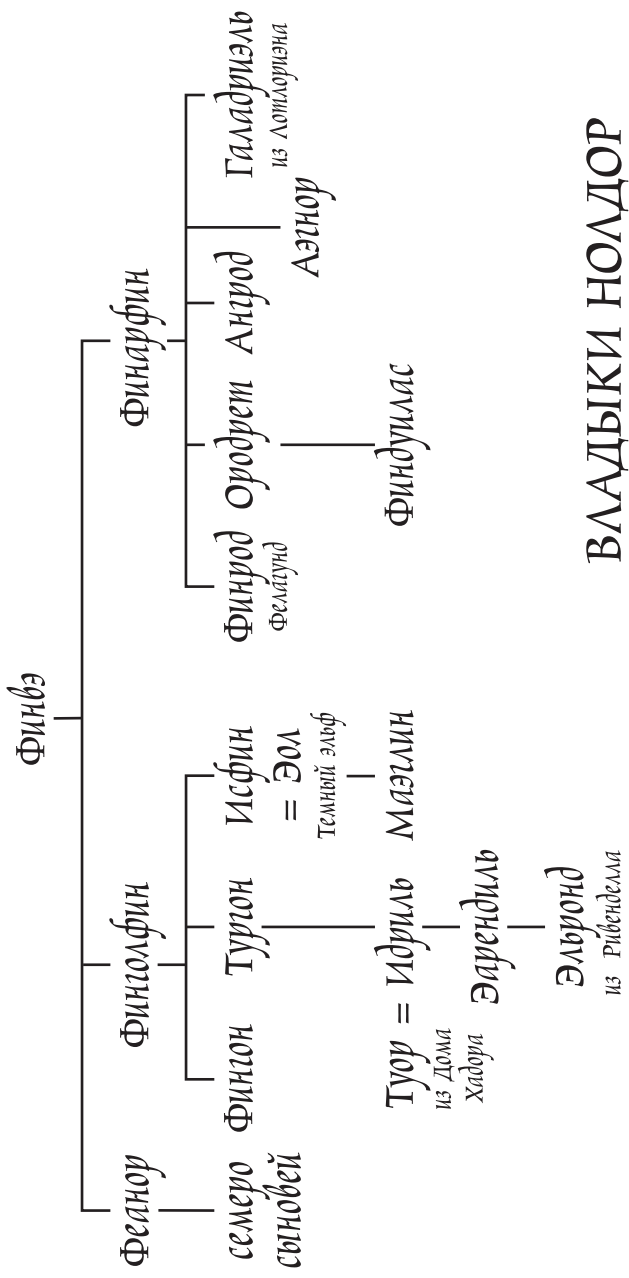 Финвэ
Феанор
Финголфин
Финарфин
семеро
сыновей
Фингон
Тургон
Исфин
= Эол
Темный эльф
Финрод
Фелагунд
Ородрет
Ангрод
Аэгнор
Галадриэль
из Лотлориэна
Туор = Идриль
из Дома
Хадора
Маэглин
Финдуилас
Эарендиль
Эльронд
из Ривенделла
ВЛАДЫКИ НОЛДОР